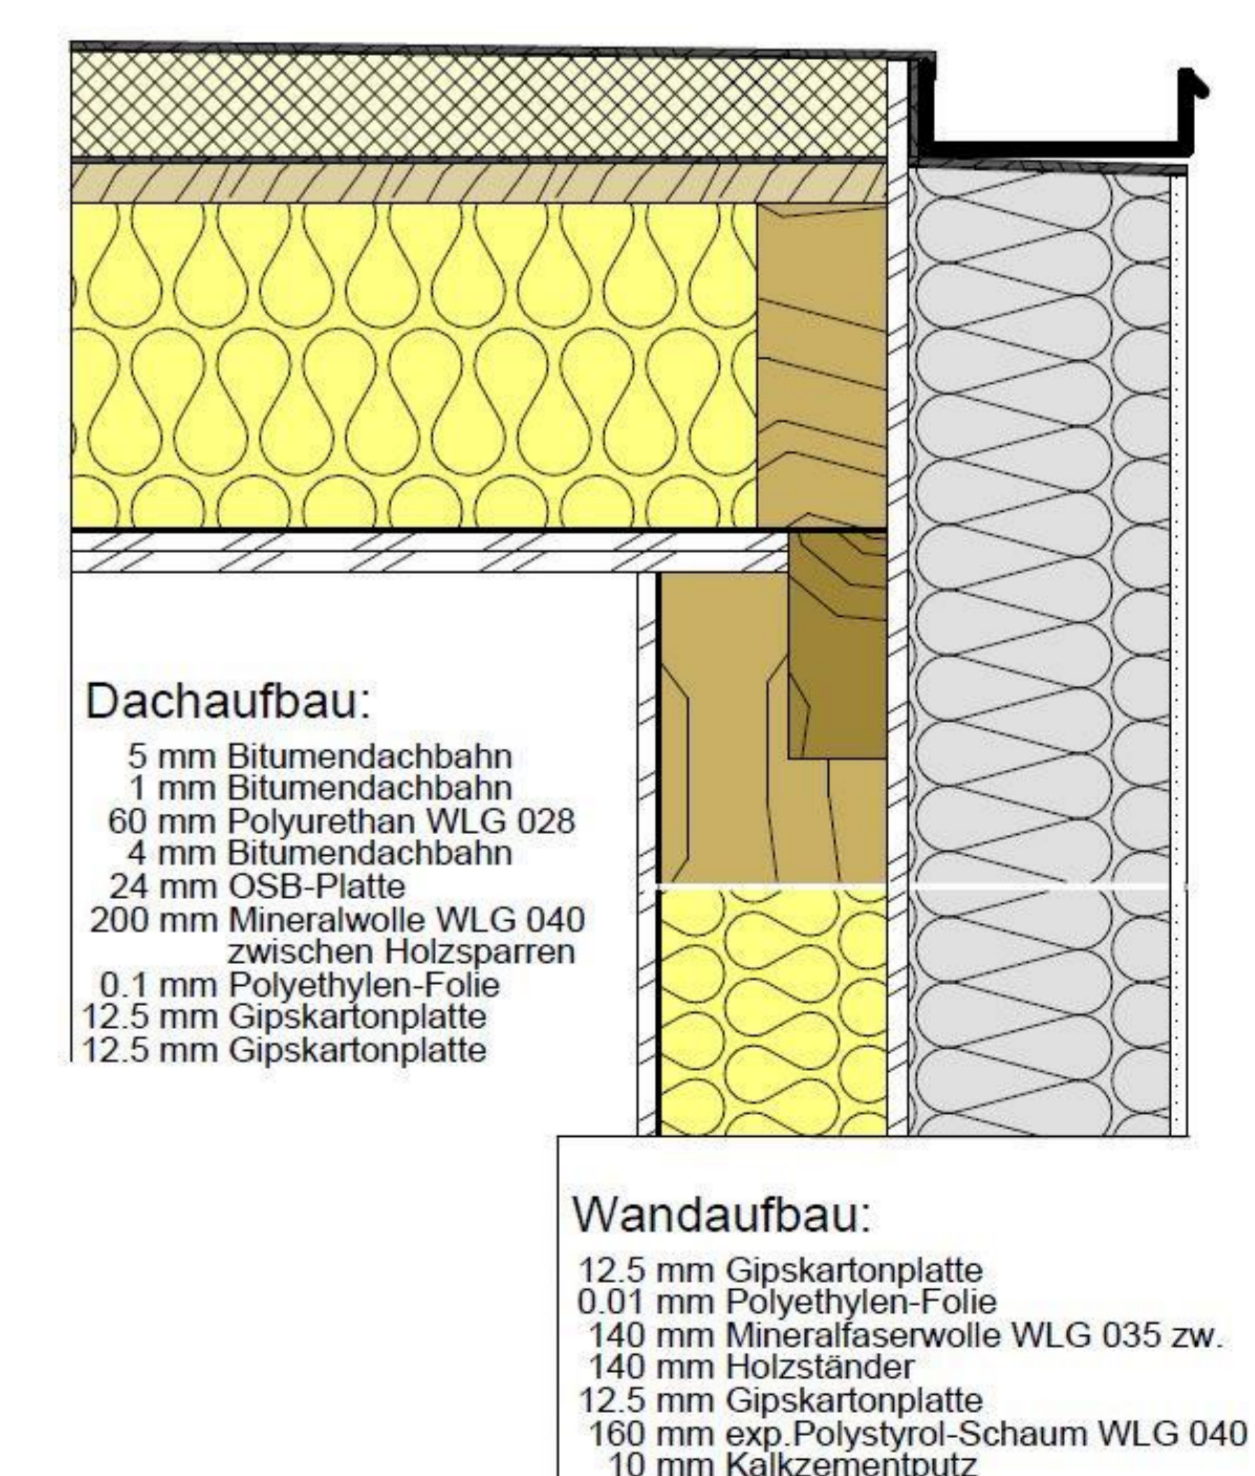 Dachaufbau:
5 mm Bitumendachbahn
1 mm Bitumendachbahn
60 mm Polyurethan WLG 028
4 mm Bitumendachbahn
24 mm OSB-Platte
200 mm Mineralwolle WLG 040
zwischen Holzsparren
0.1 mm Polyethylen-Folie
12.5 mm Gipskartonplatte
12.5 mm Gipskartonplatte
Wandaufbau:
12.5 mm Gipskartonplatte
0.01 mm Polyethylen-Folie
140 mm Mineralfaserwolle WLG 035 zw.
140 mm Holzständer
12.5 mm Gipskartonplatte
160 mm exp.Polystyrol-Schaum WLG 040
10 mm Kalkzementputz